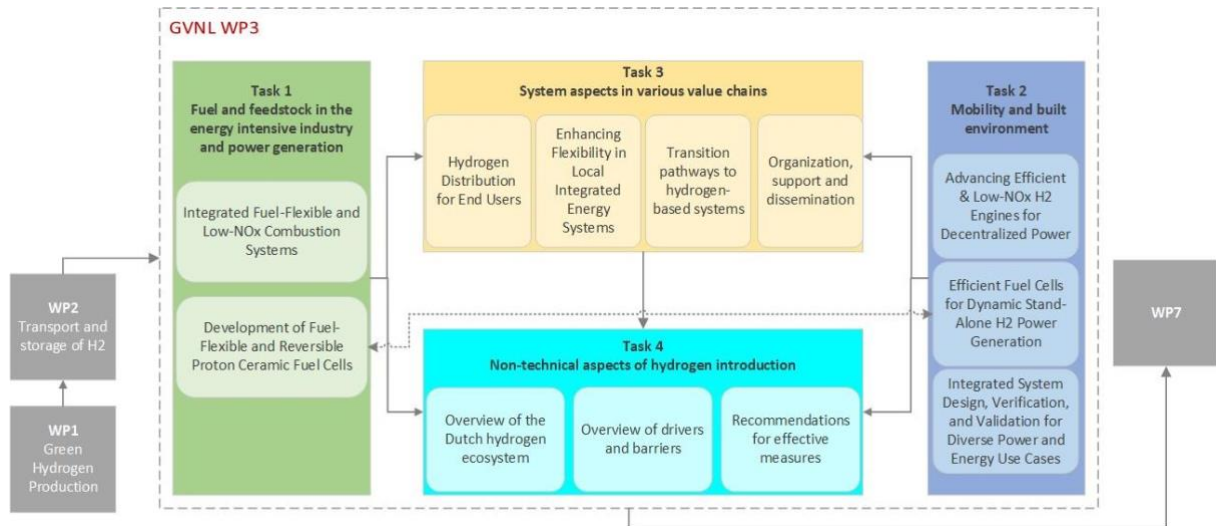 GVNL WP3
Task 1
Fuel and feedstock in the
energy intensive industry
and power generation
Integrated Fuel-Flexible and
Low-NOx Combustion
Systems
Development of Fuel-
Flexible and Reversible
Proton Ceramic Fuel Cells
Task 3
System aspects in various value chains
Hydrogen
Distribution
for End Users
Enhancing
Flexibility in
Local
Integrated
Energy
Systems
Transition
pathways to
hydrogen-
based systems
Organization,
support and
dissemination
Task 2
Mobility and built
environment
Advancing Efficient
& Low-NOx H2
Engines for
Decentralized Power
Efficient Fuel Cells
for Dynamic Stand-
Alone H2 Power
Generation
Integrated System
Design, Verification,
and Validation for
Diverse Power and
Energy Use Cases
Task 4
Non-technical aspects of hydrogen introduction
Overview of the
Dutch hydrogen
ecosystem
Overview of drivers
and barriers
Recommendations
for effective
measures
WP2
Transport and
storage of H2
WP1
Green
Hydrogen
Production
WP7